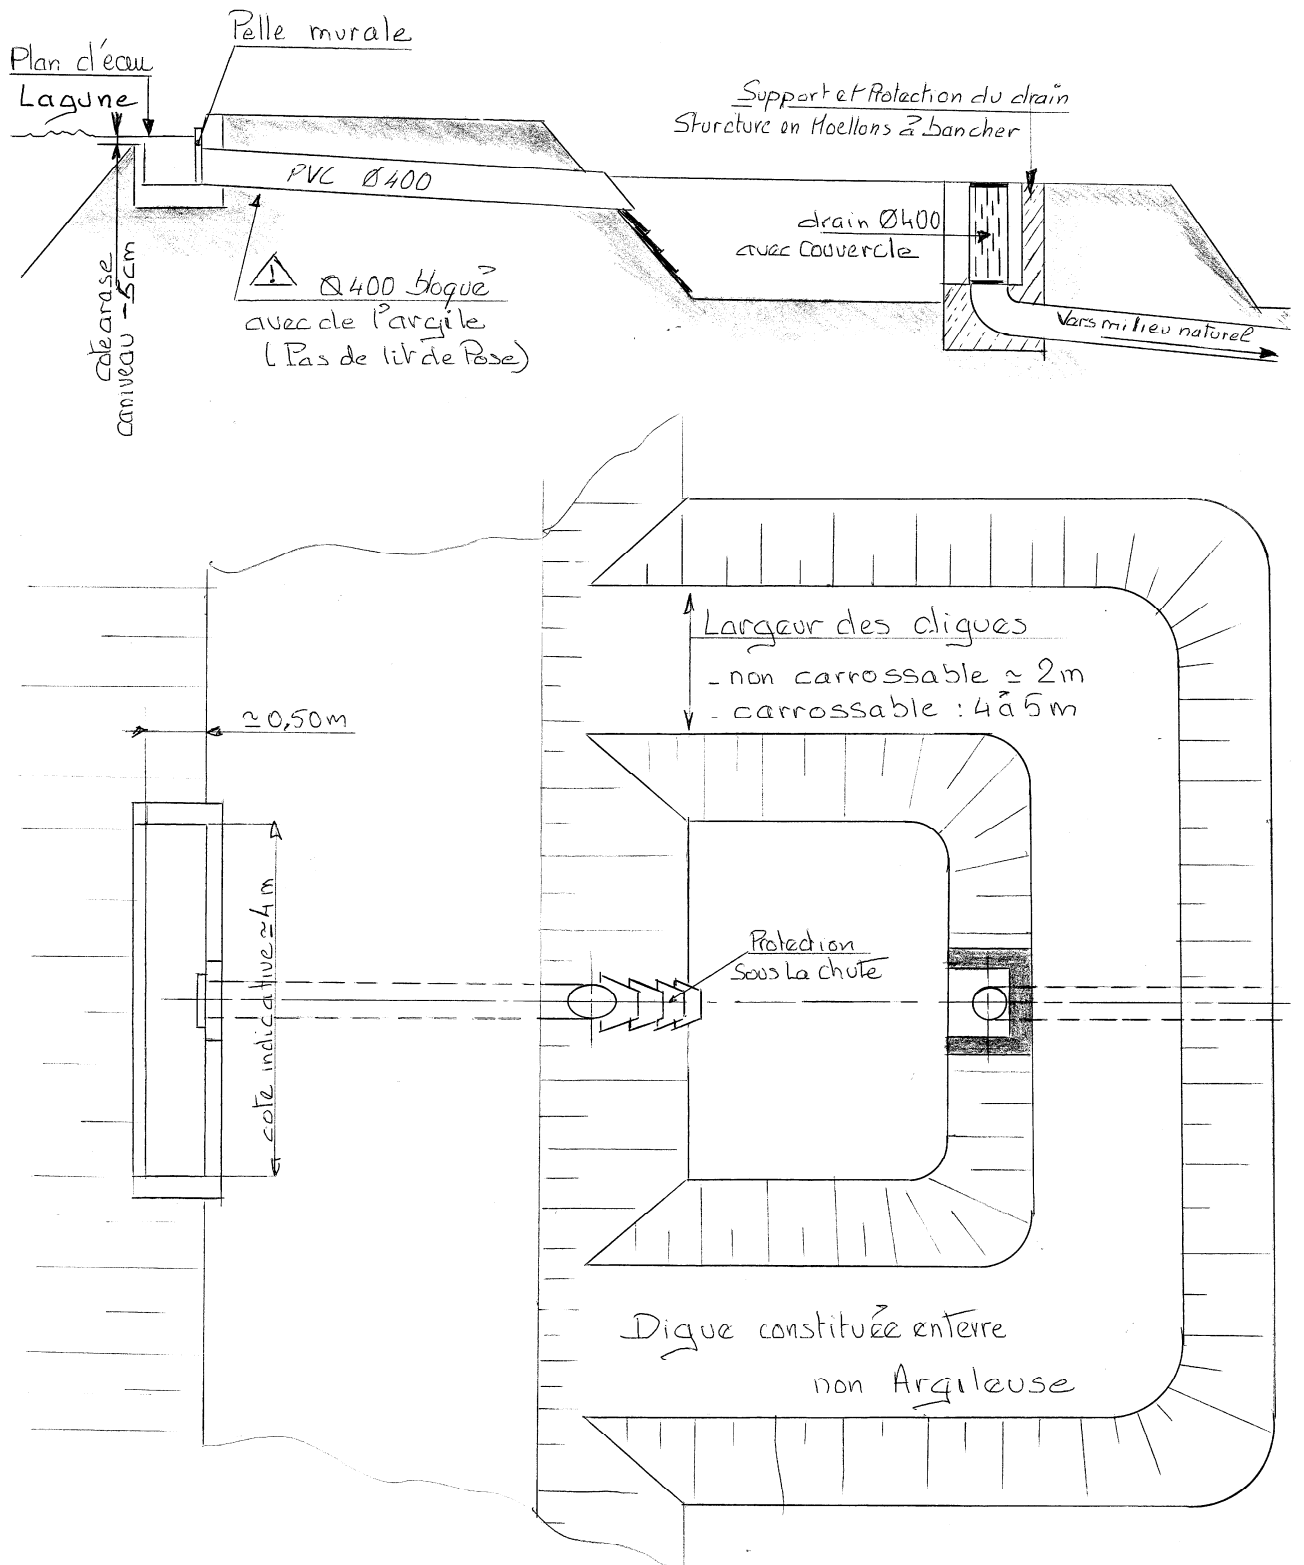 Pelle murale
Plan d'eau
Lagune
Support et Protection du drain
Sturcture en Moellons à bancher
PVC Ø400
drain Ø400
avec couvercle
Ø400 bloqué
avec de l'argile
(Pas de lit de Pose)
cote arase
caniveau -5cm
Vers milieu naturel
Largeur des digues
- non carrossable ≃ 2m
- carrossable : 4 à 5m
≃0,50m
cote indicative ≃ 4m
Protection
sous la chute
Digue constituée en terre
non Argileuse